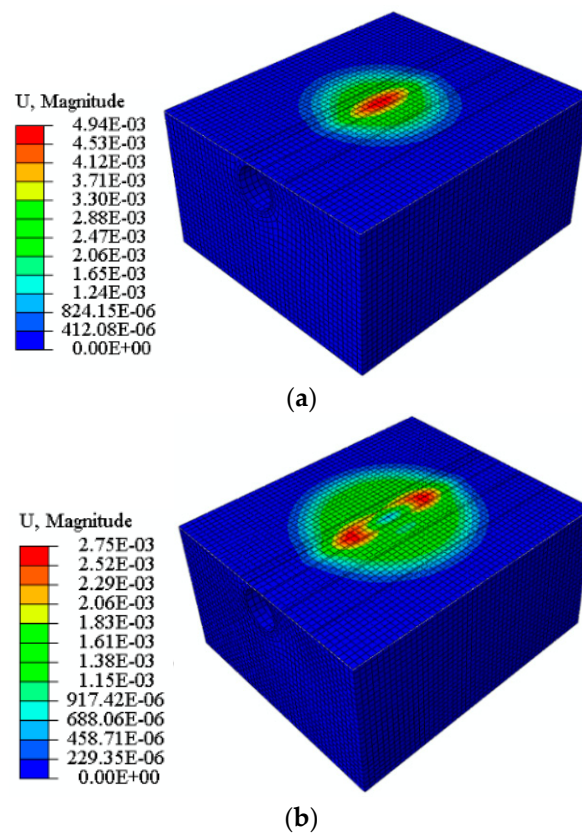 U, Magnitude
4.94E-03
4.53E-03
4.12E-03
3.71E-03
3.30E-03
2.88E-03
2.47E-03
2.06E-03
1.65E-03
1.24E-03
824.15E-06
412.08E-06
0.00E+00
(a)
U, Magnitude
2.75E-03
2.52E-03
2.29E-03
2.06E-03
1.83E-03
1.61E-03
1.38E-03
1.15E-03
917.42E-06
688.06E-06
458.71E-06
229.35E-06
0.00E+00
(b)